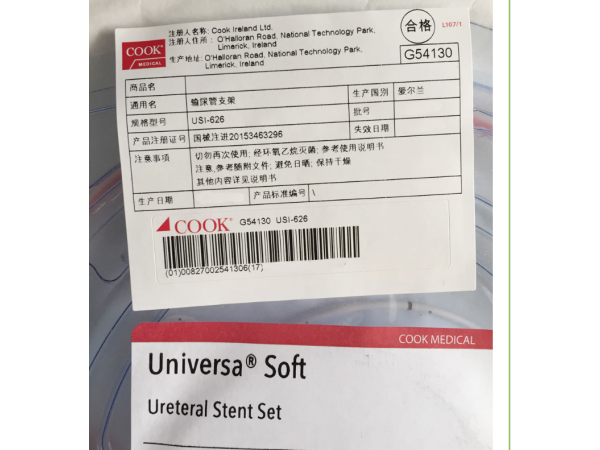 COOK®
MEDICAL
注册人名称: Cook Ireland Ltd.
注册人住所 : O'Halloran Road, National Technology Park,
Limerick, Ireland
生产地址: O'Halloran Road, National Technology Park,
Limerick, Ireland
合格
L107/1
G54130
商品名
通用名 输尿管支架 生产国别 爱尔兰
规格型号 USI-626 批号
产品注册证号 国械注进20153463296 失效日期
注意事项 切勿再次使用; 经环氧乙烷灭菌; 参考使用说明书
注意.参考随附文件; 避免日晒; 保持干燥
其他内容详见说明书
生产日期 产品标准编号 \
COOK® G54130 USI-626
(01)00827002541306(17)
COOK MEDICAL
Universa® Soft
Ureteral Stent Set